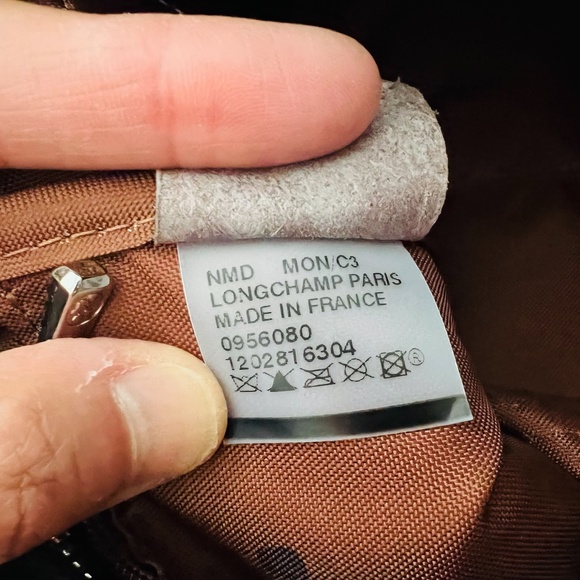 NMD MON/C3
LONGCHAMP PARIS
MADE IN FRANCE
0956080
1202816304
®